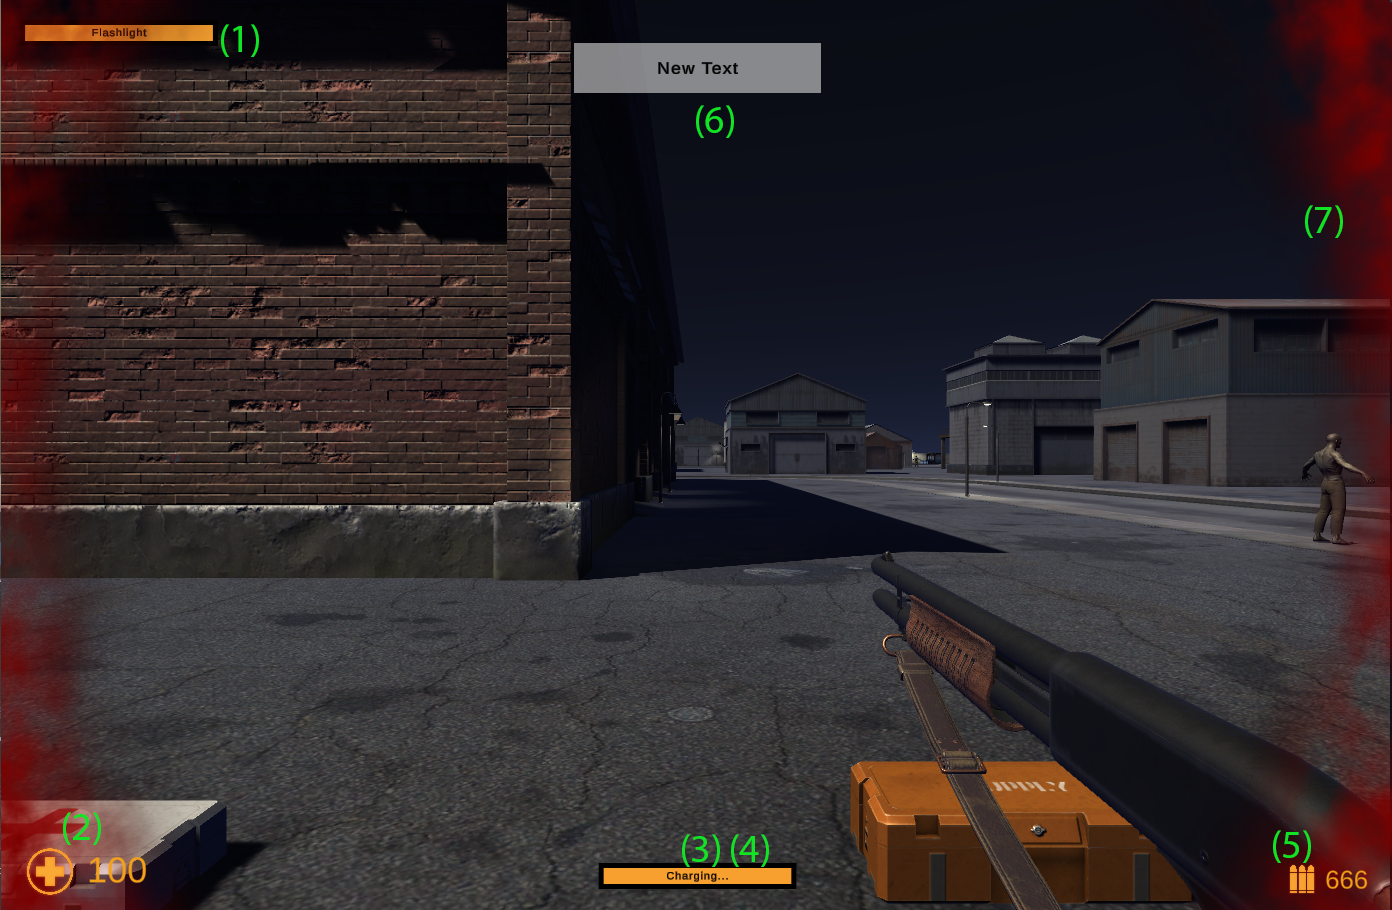 Flashlight
(1)
New Text
(6)
(7)
(2)
100
(3) (4)
Charging...
(5)
666